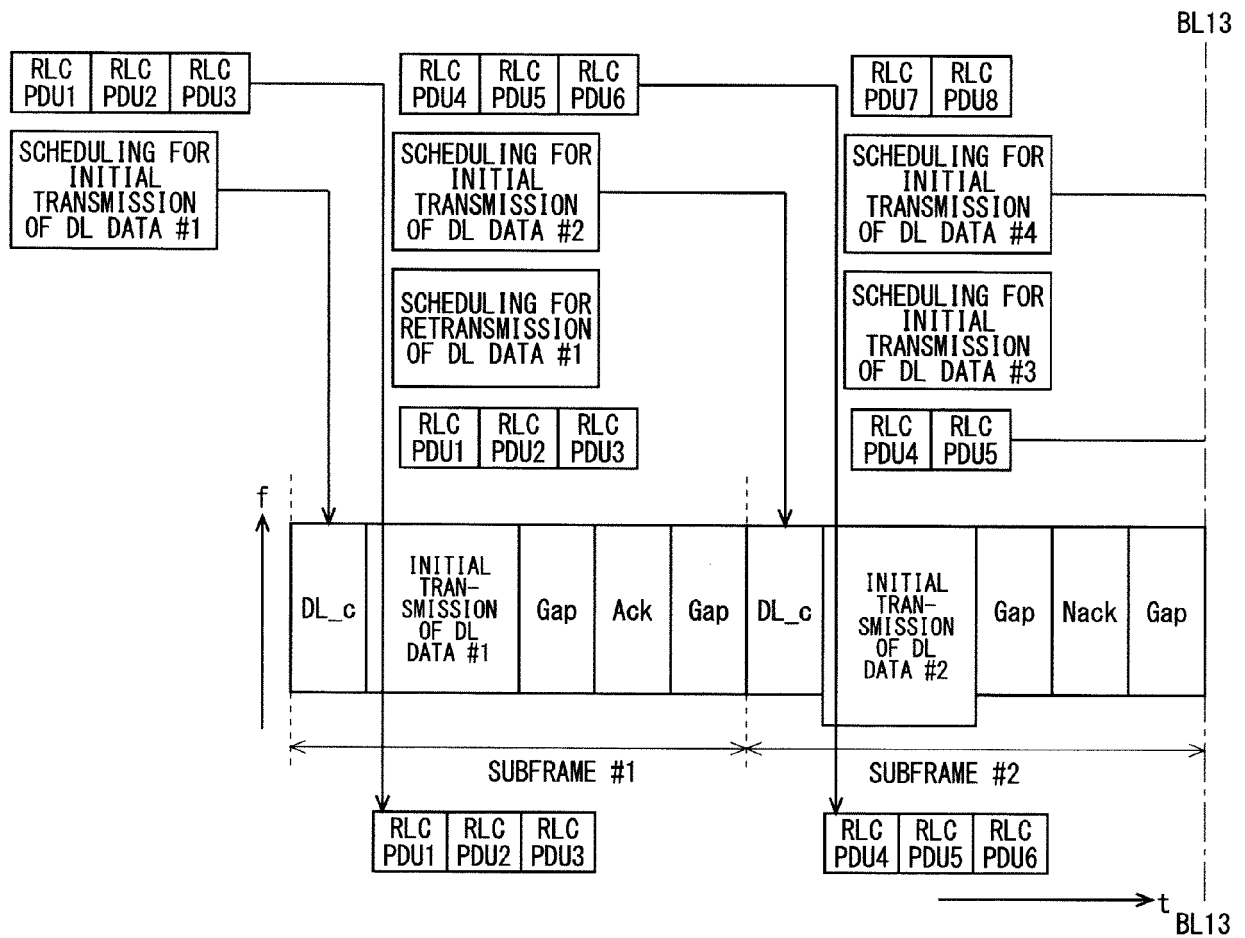 BL13
RLC PDU1
RLC PDU2
RLC PDU3
RLC PDU4
RLC PDU5
RLC PDU6
RLC PDU7
RLC PDU8
SCHEDULING FOR
INITIAL
TRANSMISSION
OF DL DATA #1
SCHEDULING FOR
INITIAL
TRANSMISSION
OF DL DATA #2
SCHEDULING FOR
INITIAL
TRANSMISSION
OF DL DATA #4
SCHEDULING FOR
RETRANSMISSION
OF DL DATA #1
SCHEDULING FOR
INITIAL
TRANSMISSION
OF DL DATA #3
RLC PDU1
RLC PDU2
RLC PDU3
RLC PDU4
RLC PDU5
f
DL_c
INITIAL
TRAN-
SMISSION
OF DL
DATA #1
Gap
Ack
Gap
DL_c
INITIAL
TRAN-
SMISSION
OF DL
DATA #2
Gap
Nack
Gap
SUBFRAME #1
SUBFRAME #2
RLC PDU1
RLC PDU2
RLC PDU3
RLC PDU4
RLC PDU5
RLC PDU6
t
BL13